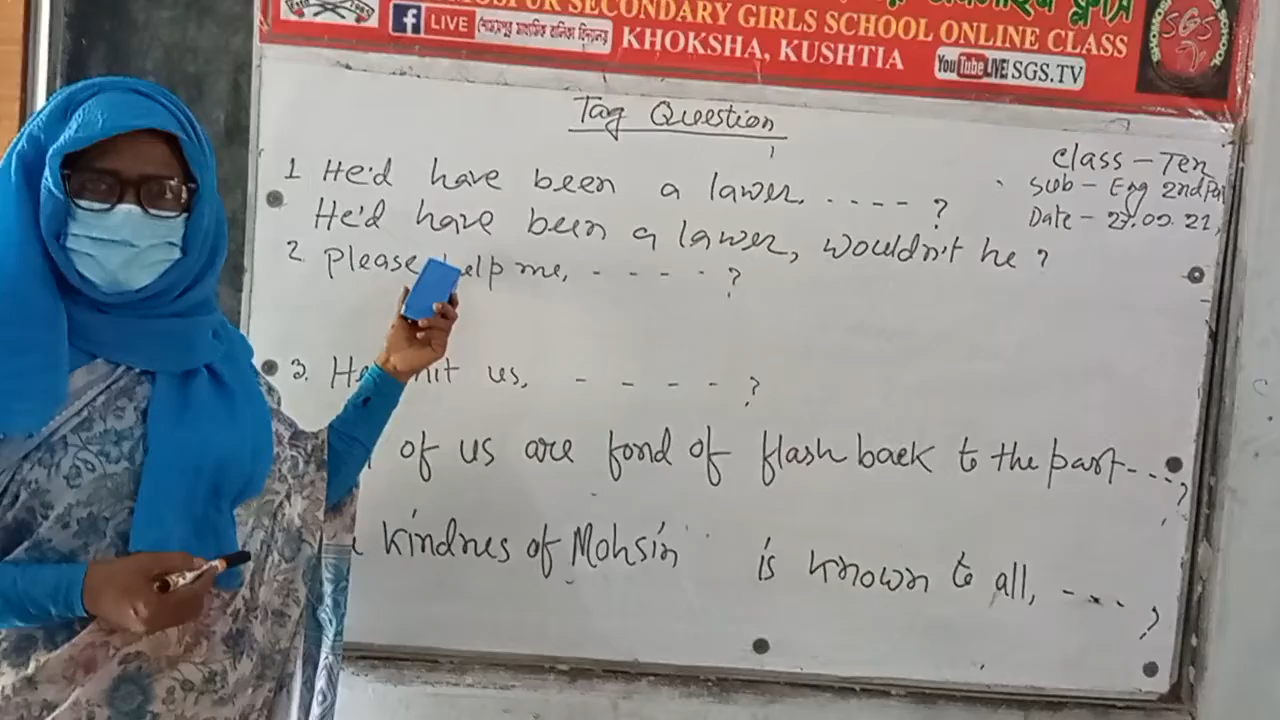 SECONDARY GIRLS SCHOOL ONLINE CLASS
f LIVE
KHOKSHA, KUSHTIA
You Tube LIVE! SGS.TV
SGS
Tag Question
Class - Ten
Sub - Eng 2nd
Date - 27.09.21,
1 He'd have been a lawer, ---- ?
He'd have been a lawer, wouldn't he ?
2 Please help me, ---- ?
3. He hit us, ---- ?
of us are fond of flash back to the part ---- ?
kindnes of Mohsin is known to all, ---- ?